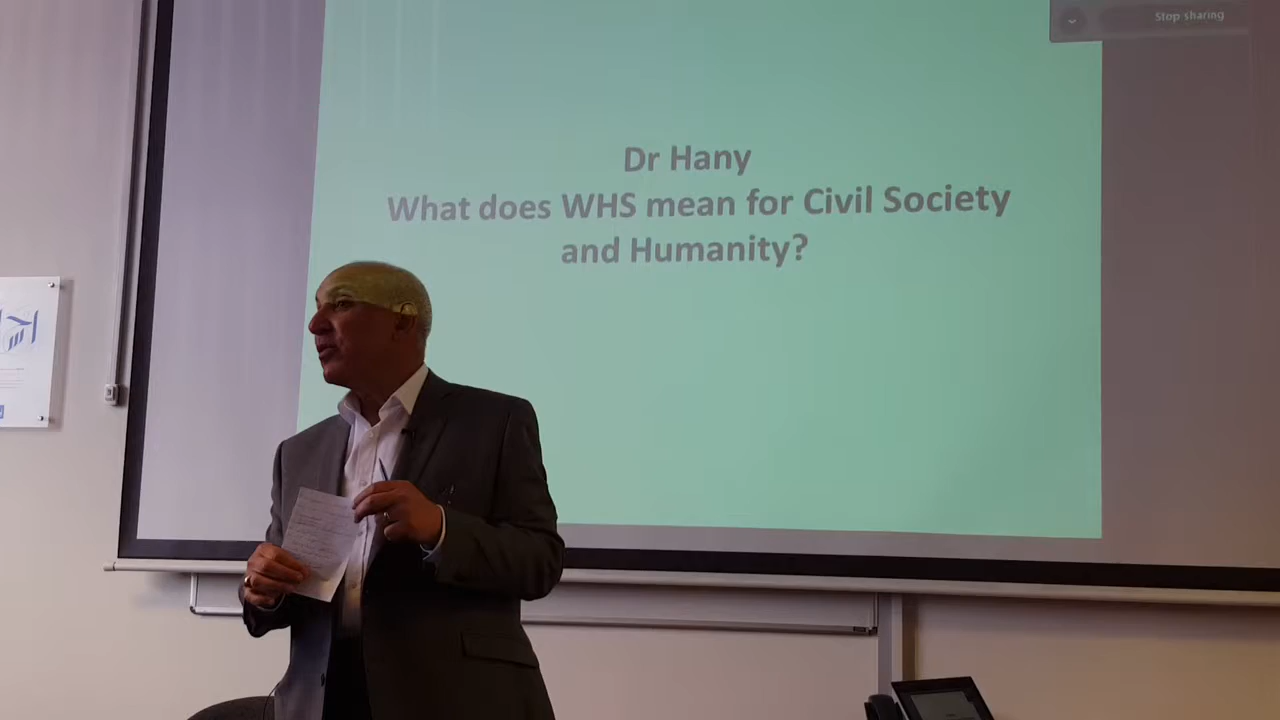 Stop sharing
Dr Hany
What does WHS mean for Civil Society
and Humanity?